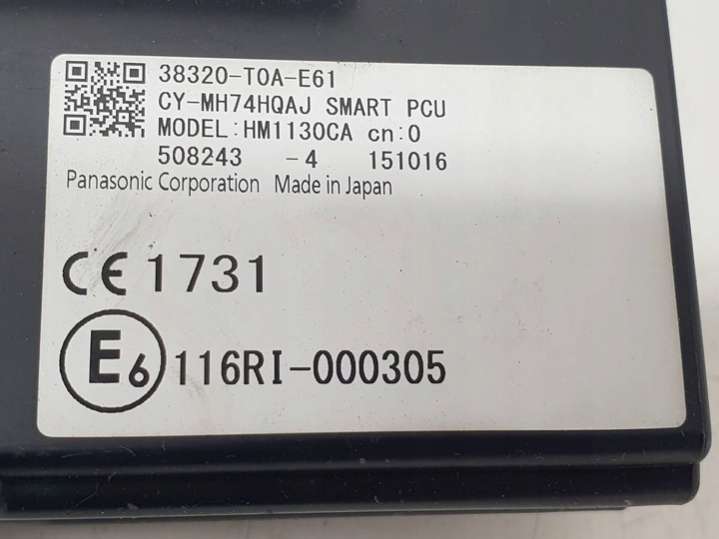 38320-T0A-E61
CY-MH74HQAJ SMART PCU
MODEL:HM1130CA cn:0
508243 -4 151016
Panasonic Corporation Made in Japan
CE 1731
E6 116RI-000305